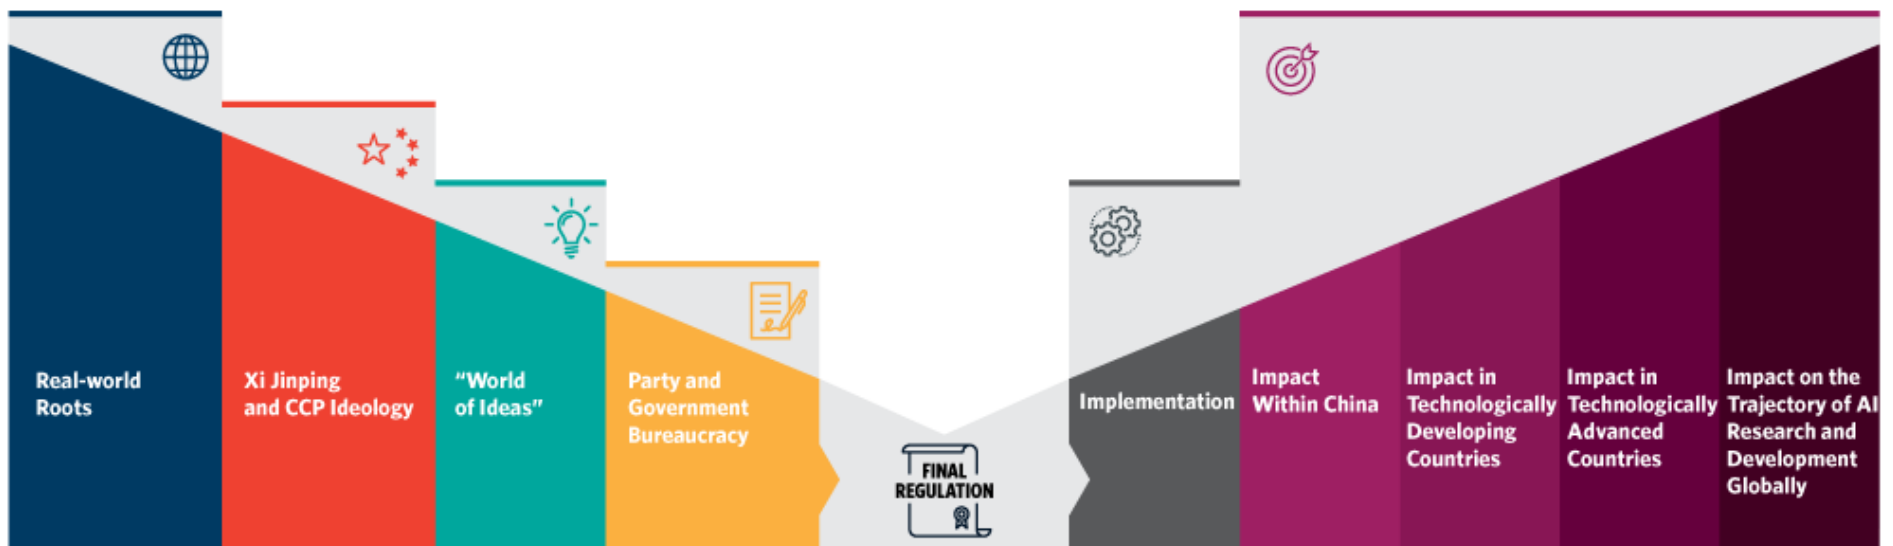 Real-world
Roots
Xi Jinping
and CCP Ideology
“World
of Ideas”
Party and
Government
Bureaucracy
FINAL
REGULATION
Implementation
Impact
Within China
Impact in
Technologically
Developing
Countries
Impact in
Technologically
Advanced
Countries
Impact on the
Trajectory of AI
Research and
Development
Globally